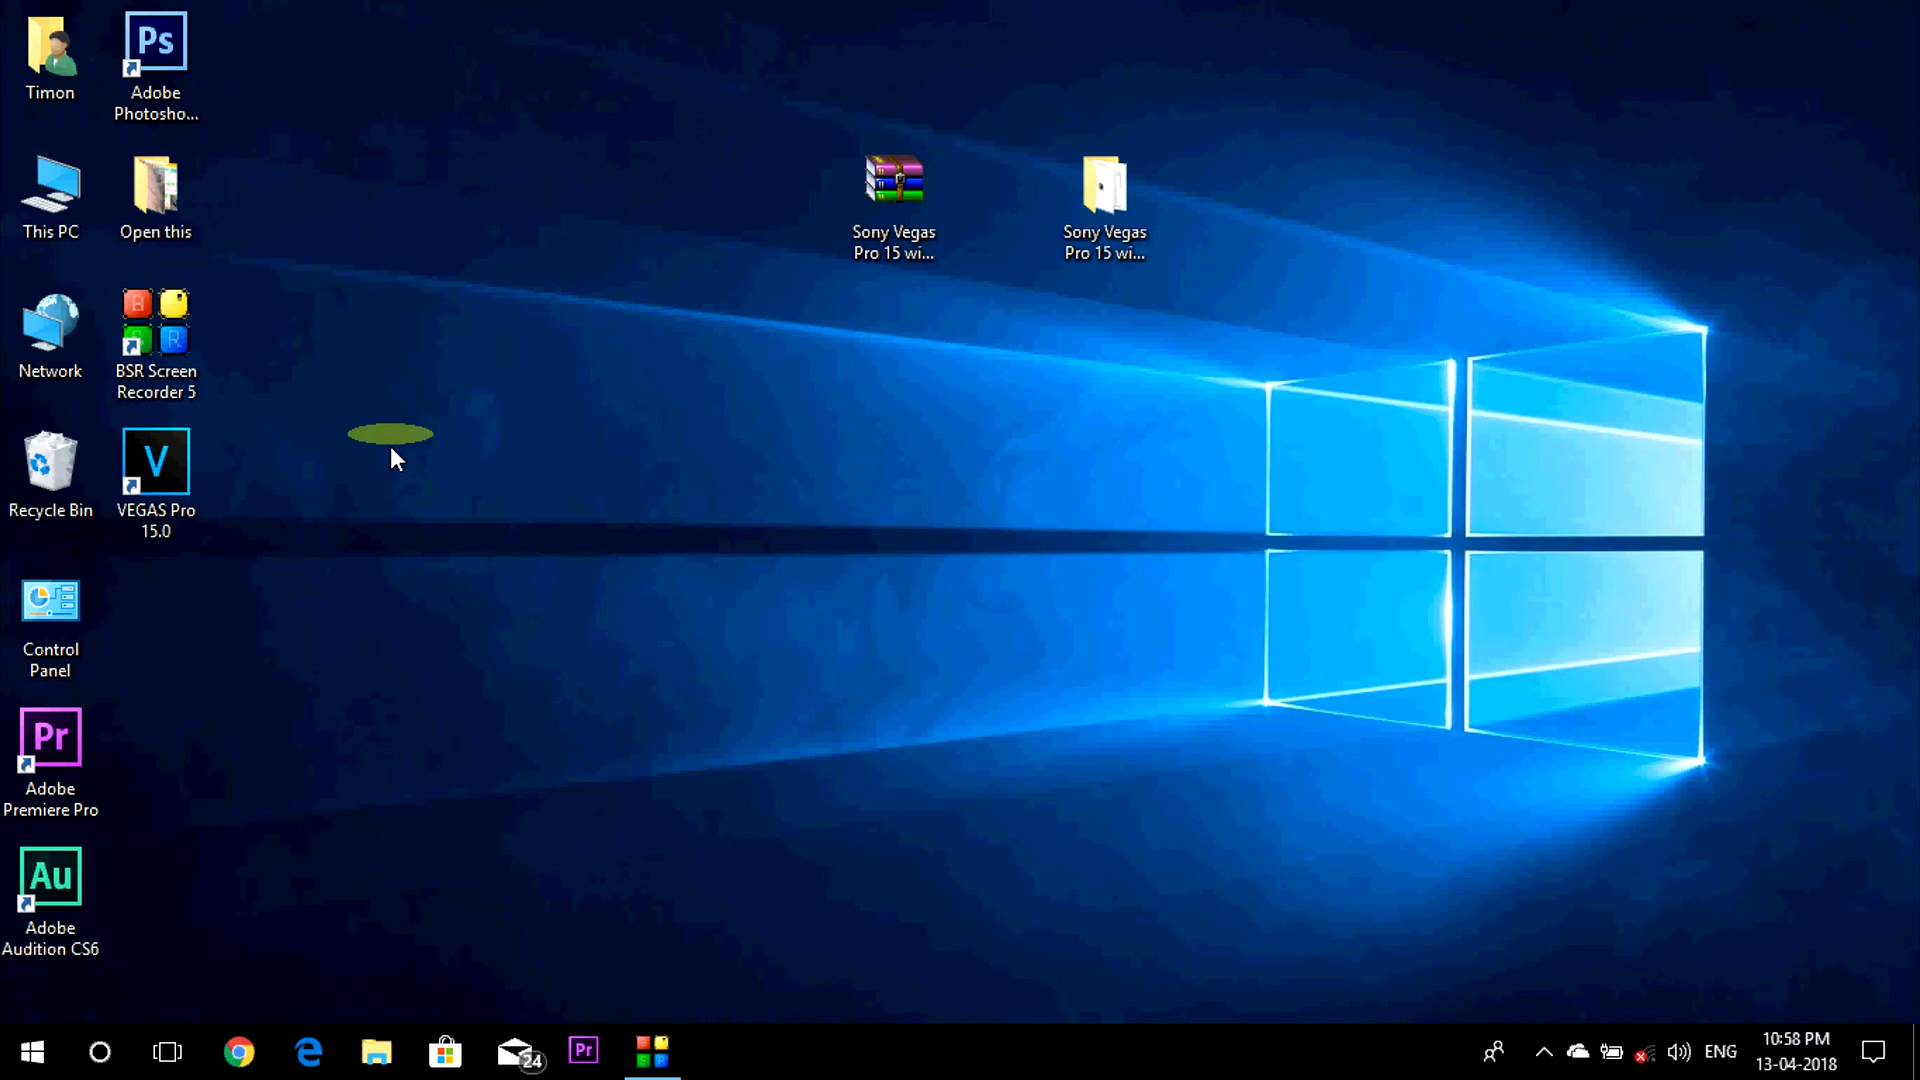 Timon
Ps
Adobe
Photosho...
This PC
Open this
Sony Vegas
Pro 15 wi...
Sony Vegas
Pro 15 wi...
Network
B
S
R
BSR Screen
Recorder 5
Recycle Bin
V
VEGAS Pro
15.0
Control
Panel
Pr
Adobe
Premiere Pro
Au
Adobe
Audition CS6
24
Pr
ENG
10:58 PM
13-04-2018